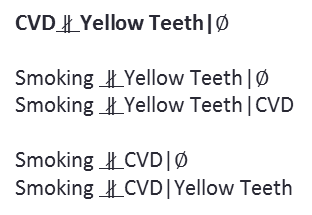 CVD ⫫̸ Yellow Teeth|∅
Smoking ⫫̸ Yellow Teeth|∅
Smoking ⫫̸ Yellow Teeth|CVD
Smoking ⫫̸ CVD|∅
Smoking ⫫̸ CVD|Yellow Teeth